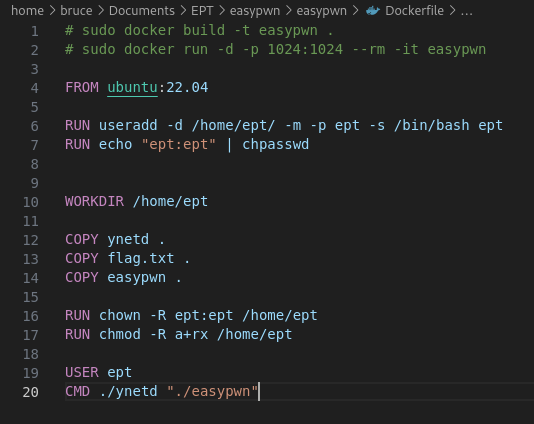 home > bruce > Documents > EPT > easypwn > easypwn > Dockerfile > ...
1 # sudo docker build -t easypwn .
2 # sudo docker run -d -p 1024:1024 --rm -it easypwn
3
4 FROM ubuntu:22.04
5
6 RUN useradd -d /home/ept/ -m -p ept -s /bin/bash ept
7 RUN echo "ept:ept" | chpasswd
8
9
10 WORKDIR /home/ept
11
12 COPY ynetd .
13 COPY flag.txt .
14 COPY easypwn .
15
16 RUN chown -R ept:ept /home/ept
17 RUN chmod -R a+rx /home/ept
18
19 USER ept
20 CMD ./ynetd "./easypwn"